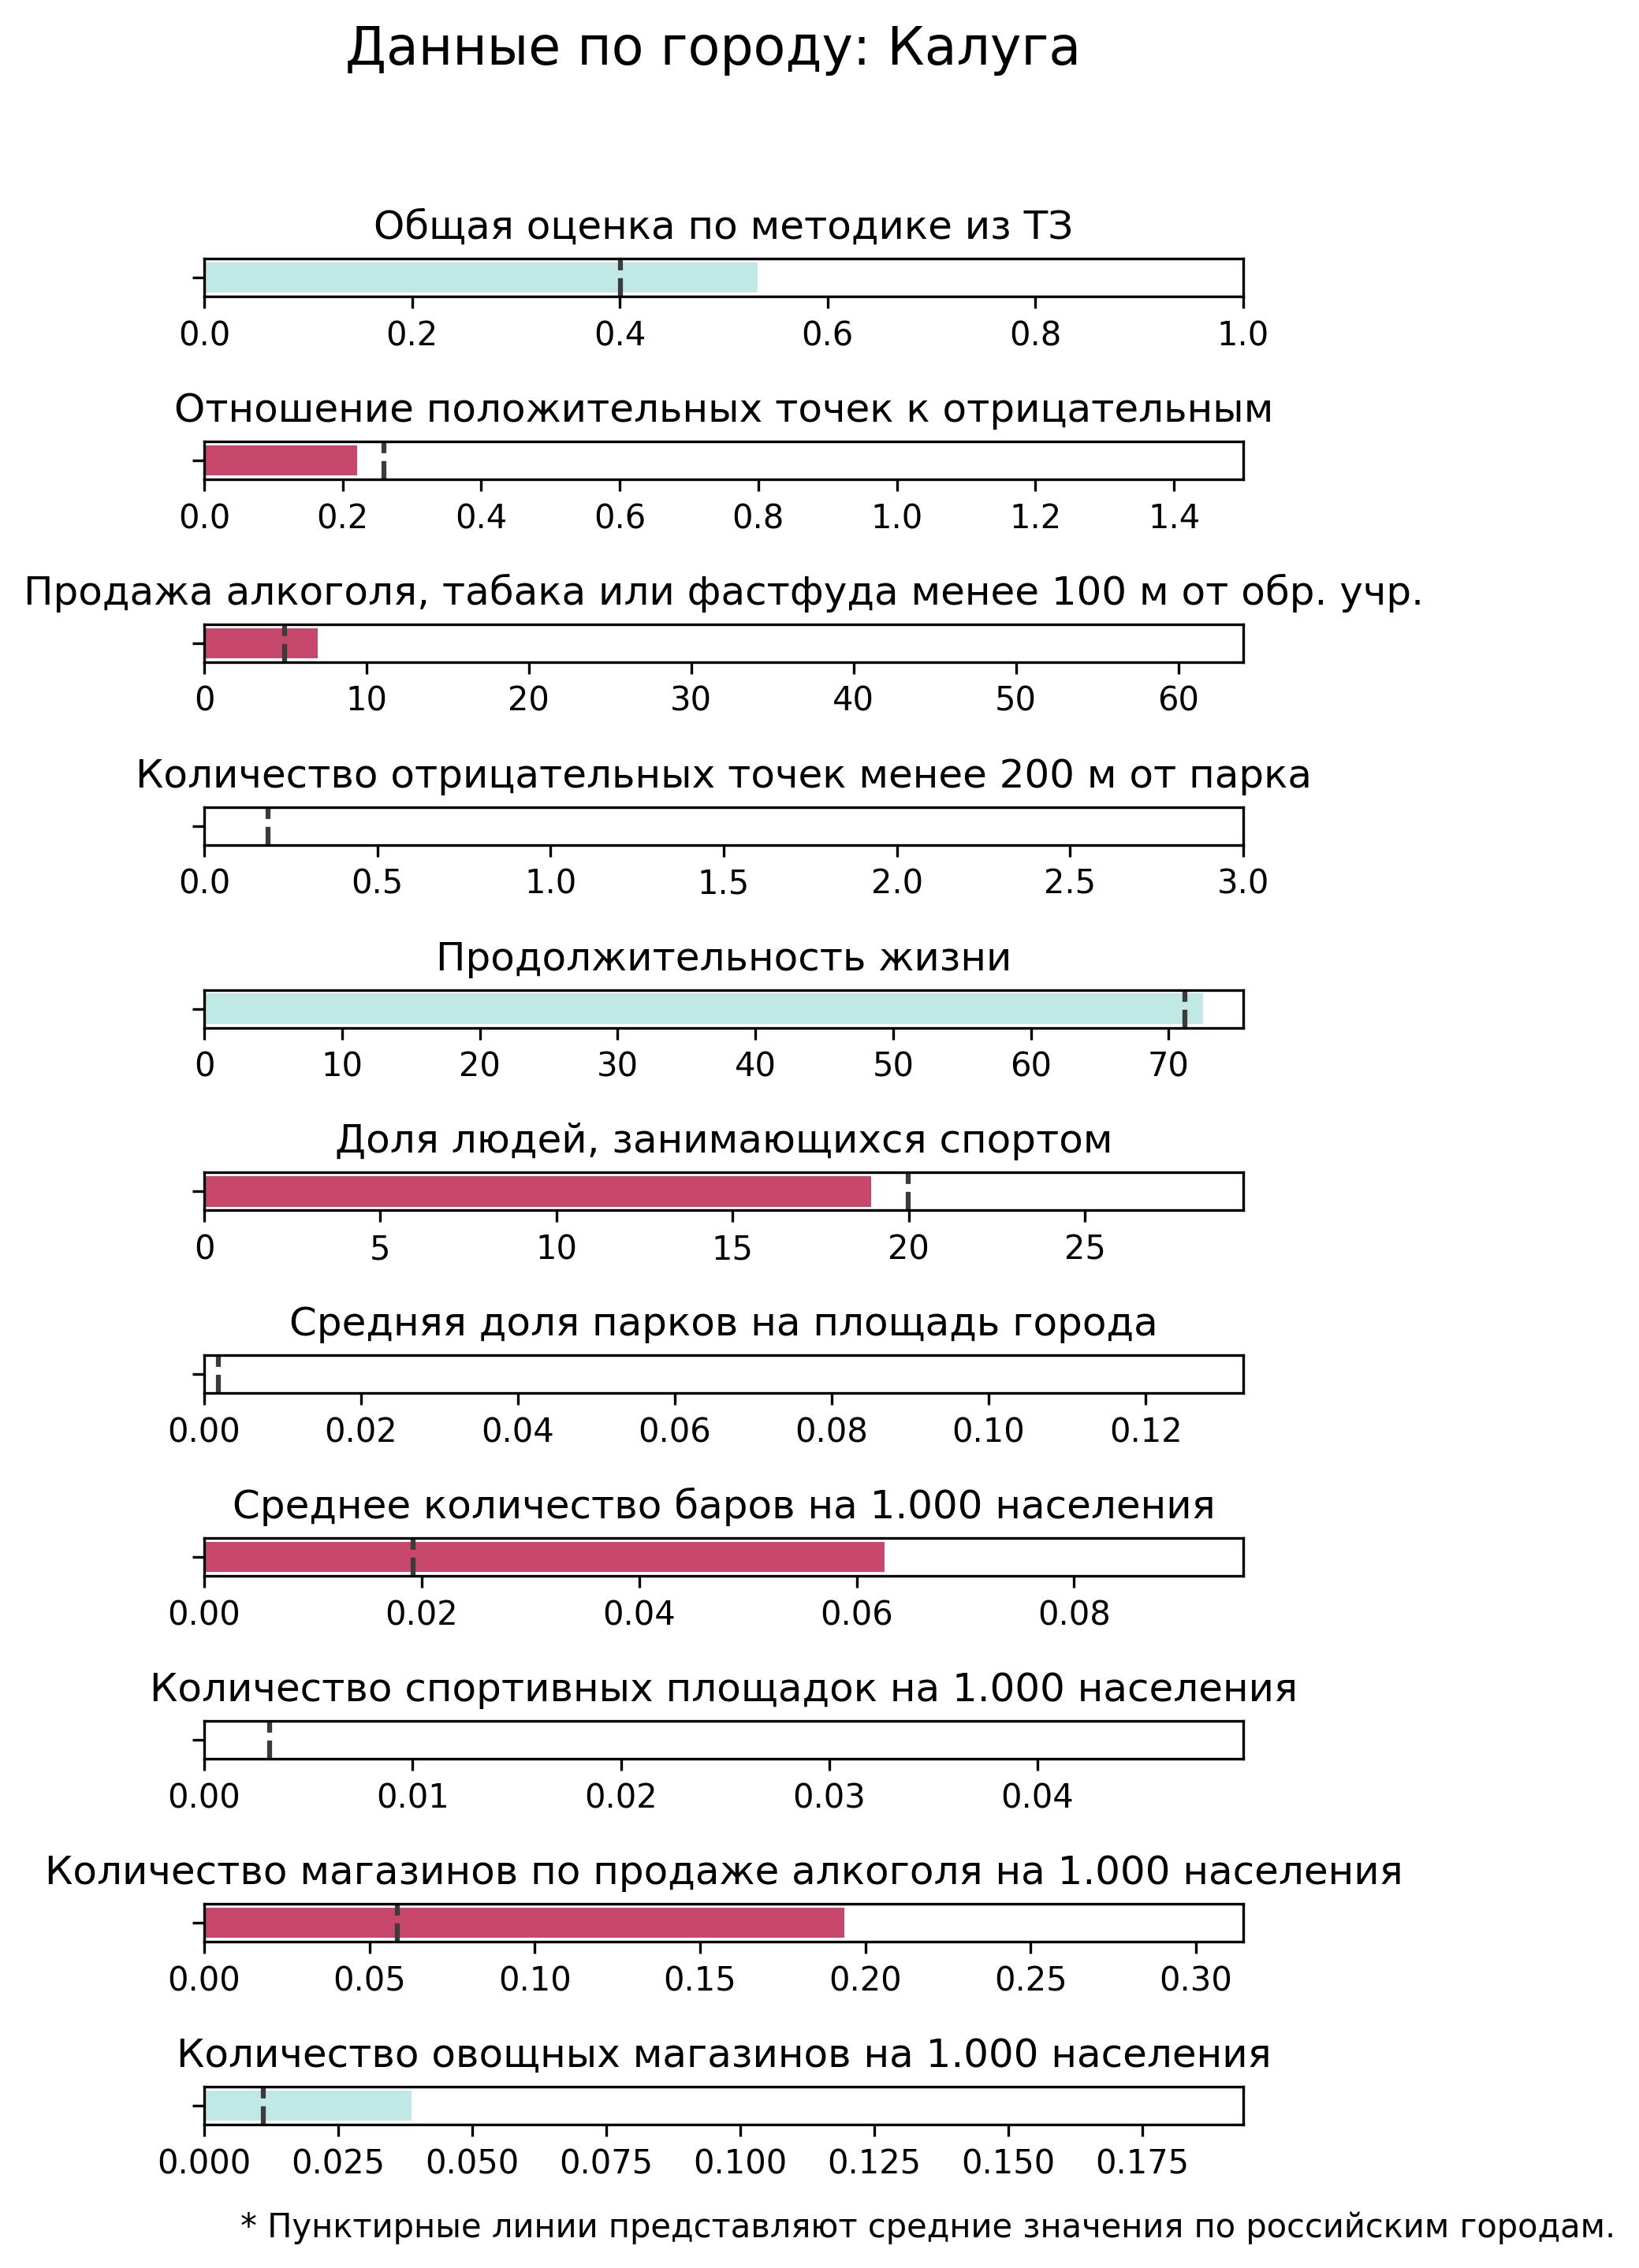 Данные по городу: Калуга
Общая оценка по методике из ТЗ
0.0 0.2 0.4 0.6 0.8 1.0
Отношение положительных точек к отрицательным
0.0 0.2 0.4 0.6 0.8 1.0 1.2 1.4
Продажа алкоголя, табака или фастфуда менее 100 м от обр. учр.
0 10 20 30 40 50 60
Количество отрицательных точек менее 200 м от парка
0.0 0.5 1.0 1.5 2.0 2.5 3.0
Продолжительность жизни
0 10 20 30 40 50 60 70
Доля людей, занимающихся спортом
0 5 10 15 20 25
Средняя доля парков на площадь города
0.00 0.02 0.04 0.06 0.08 0.10 0.12
Среднее количество баров на 1.000 населения
0.00 0.02 0.04 0.06 0.08
Количество спортивных площадок на 1.000 населения
0.00 0.01 0.02 0.03 0.04
Количество магазинов по продаже алкоголя на 1.000 населения
0.00 0.05 0.10 0.15 0.20 0.25 0.30
Количество овощных магазинов на 1.000 населения
0.000 0.025 0.050 0.075 0.100 0.125 0.150 0.175
* Пунктирные линии представляют средние значения по российским городам.